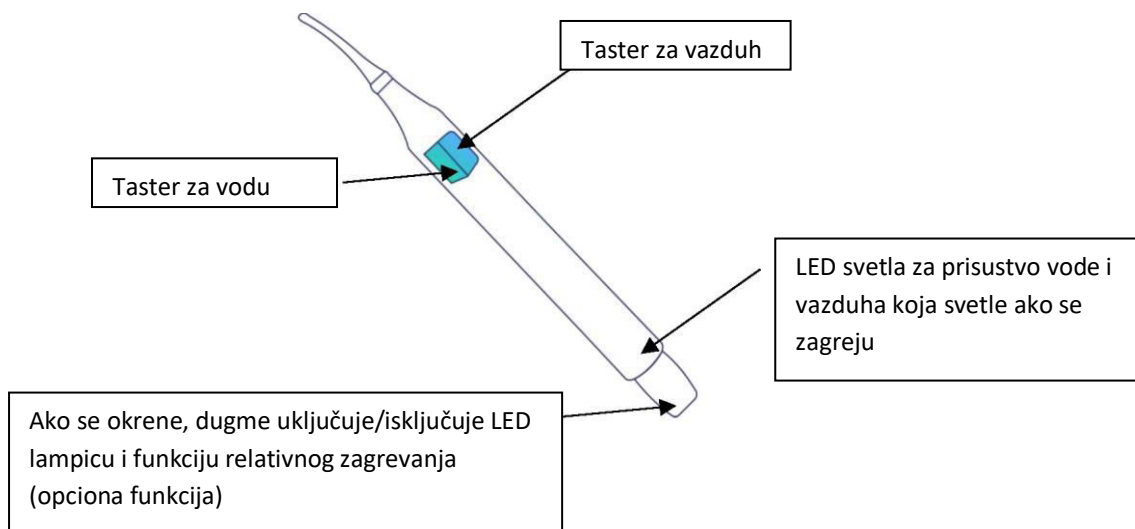 Taster za vazduh
Taster za vodu
LED svetla za prisustvo vode i
vazduha koja svetle ako se
zagreju
Ako se okrene, dugme uključuje/isključuje LED
lampicu i funkciju relativnog zagrevanja
(opciona funkcija)